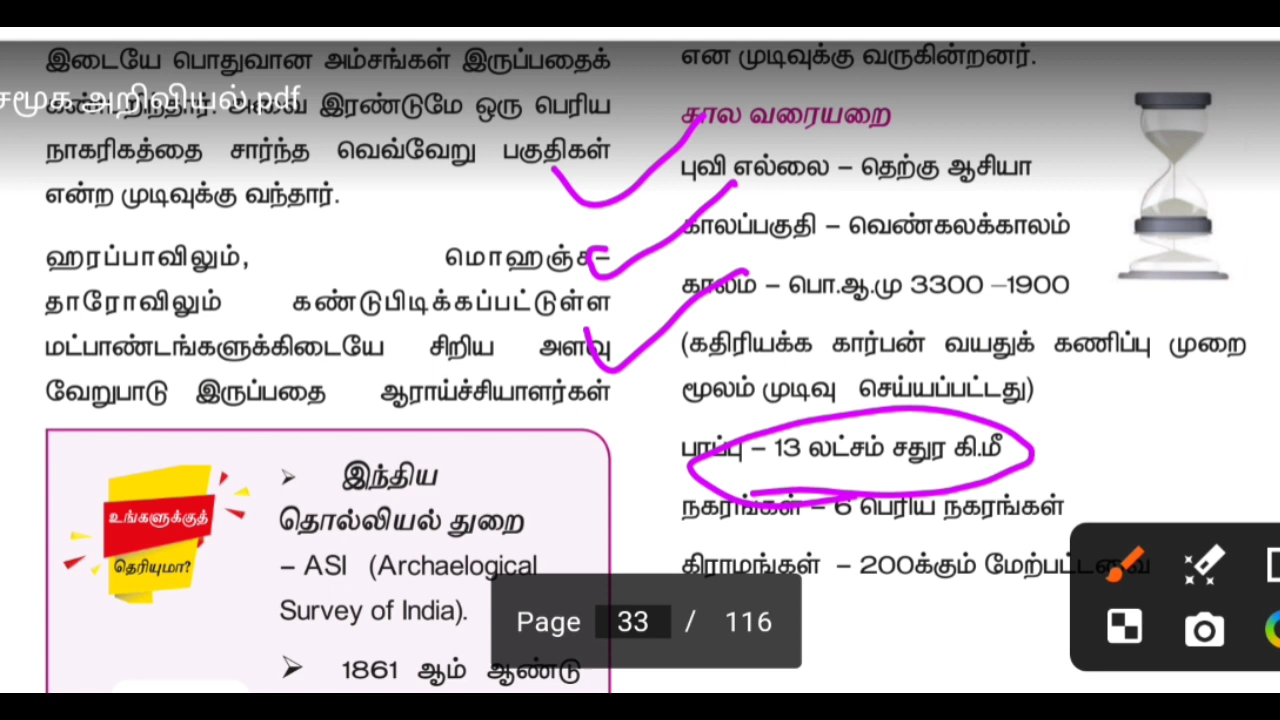 இடையே பொதுவான அம்சங்கள் இருப்பதைக்
சமூக அறிவியல்.pdf
இரண்டுமே ஒரு பெரிய
நாகரிகத்தை சார்ந்த வெவ்வேறு பகுதிகள்
என்ற முடிவுக்கு வந்தார்.
ஹரப்பாவிலும், மொஹஞ்ச-
தாரோவிலும் கண்டுபிடிக்கப்பட்டுள்ள
மட்பாண்டங்களுக்கிடையே சிறிய அளவு
வேறுபாடு இருப்பதை ஆராய்ச்சியாளர்கள்
உங்களுக்குத்
தெரியுமா?
➢ இந்திய
தொல்லியல் துறை
– ASI (Archaelogical
Survey of India).
➢ 1861 ஆம் ஆண்டு
என முடிவுக்கு வருகின்றனர்.
கால வரையறை
புவி எல்லை – தெற்கு ஆசியா
காலப்பகுதி – வெண்கலக்காலம்
காலம் – பொ.ஆ.மு 3300 –1900
(கதிரியக்க கார்பன் வயதுக் கணிப்பு முறை
மூலம் முடிவு செய்யப்பட்டது)
பரப்பு – 13 லட்சம் சதுர கி.மீ
நகரங்கள் – 6 பெரிய நகரங்கள்
கிராமங்கள் – 200க்கும் மேற்பட்டவை
Page 33 / 116